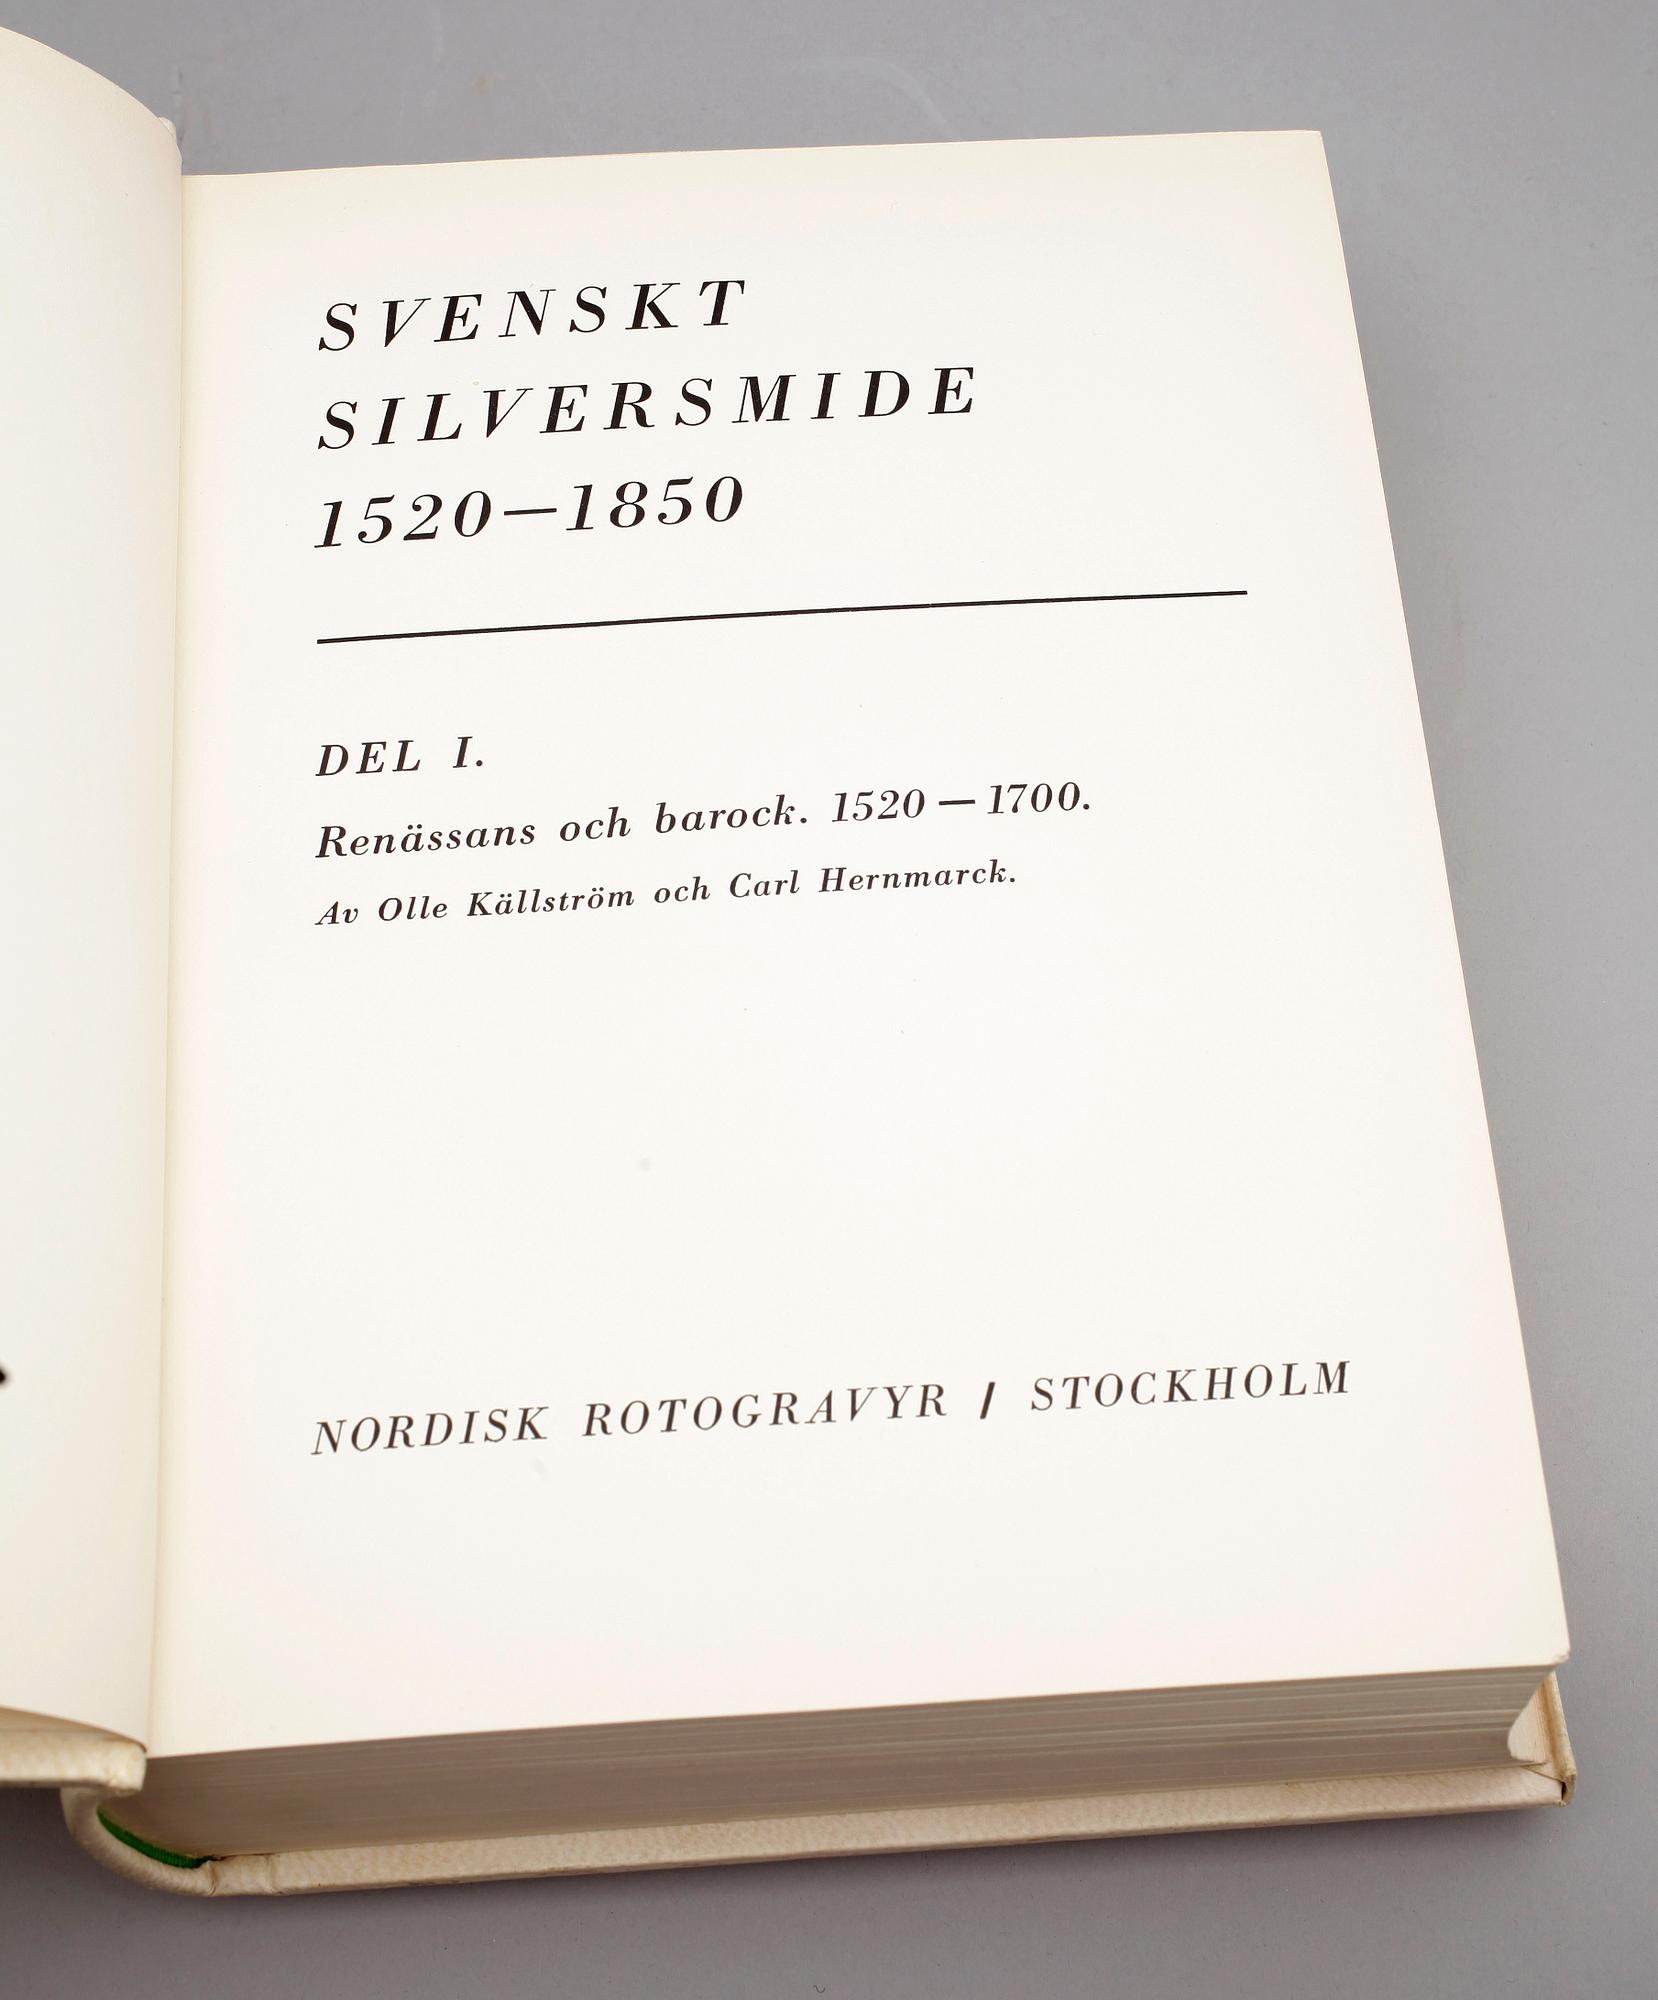 SVENSKT
SILVERSMIDE
1520—1850
DEL I.
Renässans och barock. 1520 — 1700.
Av Olle Källström och Carl Hernmarck.
NORDISK ROTOGRAVYR / STOCKHOLM